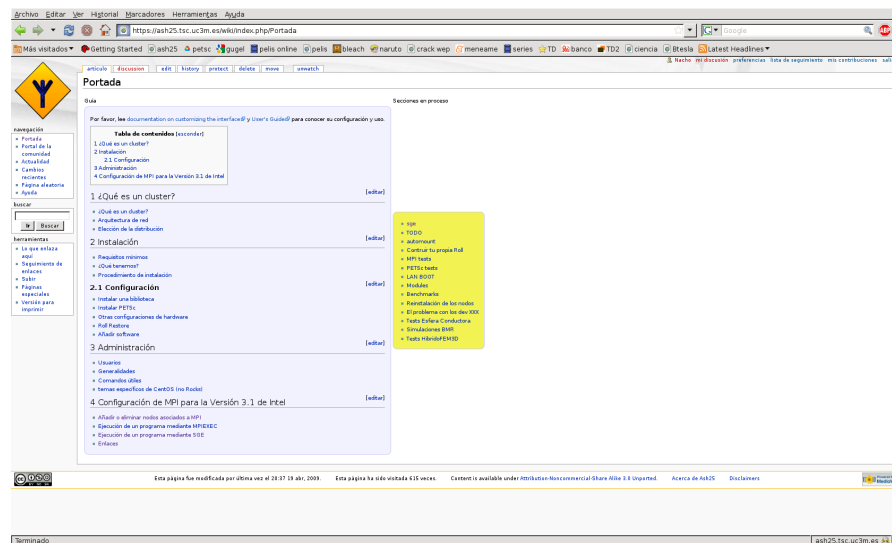 Archivo Editar Ver Historial Marcadores Herramientas Ayuda
https://ash25.tsc.uc3m.es/wiki/index.php/Portada
Google
Más visitados Getting Started ash25 petsc gugel pelis online pelis bleach naruto crack wep meneame series TD banco TD2 ciencia Btesla Latest Headlines
Nacho mi discusión preferencias lista de seguimiento mis contribuciones
artículo discussion edit history protect delete move unwatch
Portada
Guía
Secciones en proceso
Por favor, lee documentation on customizing the interface y User's Guide para conocer su configuración y uso.
Tabla de contenidos [esconder]
1 ¿Qué es un cluster?
2 Instalación
2.1 Configuración
3 Administración
4 Configuración de MPI para la Versión 3.1 de Intel
navegación
Portada
Portal de la comunidad
Actualidad
Cambios recientes
Página aleatoria
Ayuda
buscar
Ir Buscar
herramientas
Lo que enlaza aquí
Seguimiento de enlaces
Subir
Páginas especiales
Versión para imprimir
1 ¿Qué es un cluster? [editar]
¿Qué es un cluster?
Arquitectura de red
Elección de la distribución
2 Instalación [editar]
Requisitos mínimos
¿Qué tenemos?
Procedimiento de instalación
2.1 Configuración [editar]
Instalar una biblioteca
Instalar PETSc
Otras configuraciones de hardware
Roll Restore
Añadir software
3 Administración [editar]
Usuarios
Generalidades
Comandos útiles
temas específicos de CentOS (no Rocks)
4 Configuración de MPI para la Versión 3.1 de Intel [editar]
Añadir o eliminar nodos asociados a MPI
Ejecución de un programa mediante MPIEXEC
Ejecución de un programa mediante SGE
Enlaces
sge
TODO
automount
Contruir tu propia Roll
MPI tests
PETSc tests
LAN BOOT
Modules
Benchmarks
Reinstalación de los nodos
El problema con los dev XXX
Tests Esfera Conductora
Simulaciones BMR
Tests HibridoFEM3D
Esta página fue modificada por última vez el 20:37 19 abr, 2009. Esta página ha sido visitada 615 veces. Content is available under Attribution-Noncommercial-Share Alike 3.0 Unported. Acerca de Ash25 Disclaimers
Terminado
ash25.tsc.uc3m.es